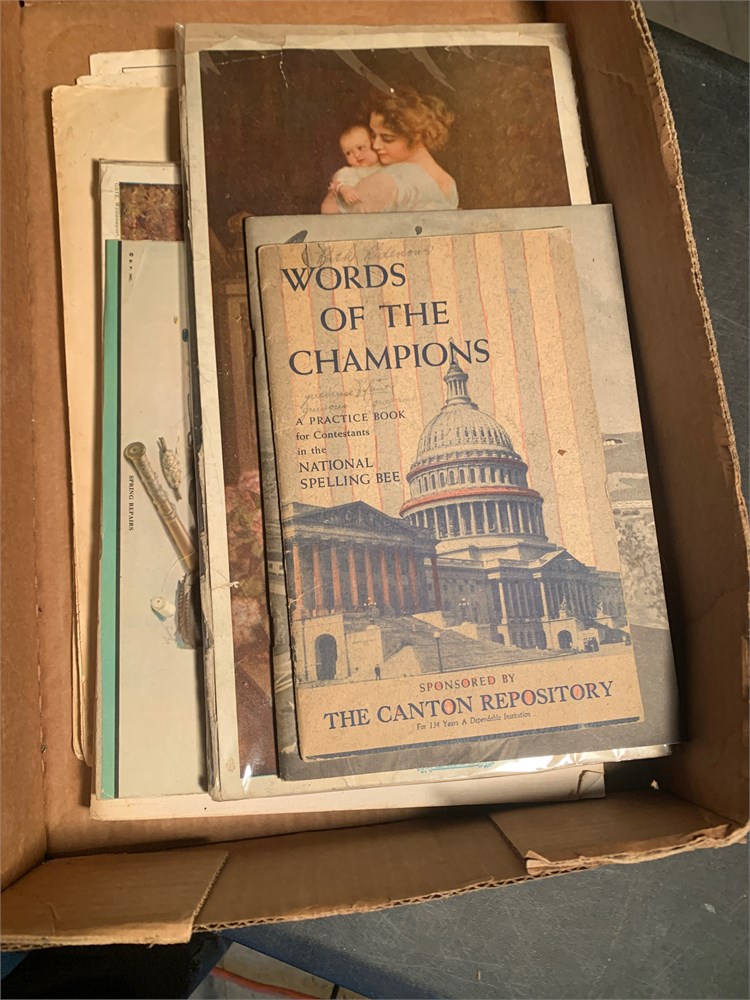 WORDS
OF THE
CHAMPIONS
A PRACTICE BOOK
for Contestants
in the
NATIONAL
SPELLING BEE
SPONSORED BY
THE CANTON REPOSITORY
For 134 Years A Dependable Institution
SPRING REPAIRS